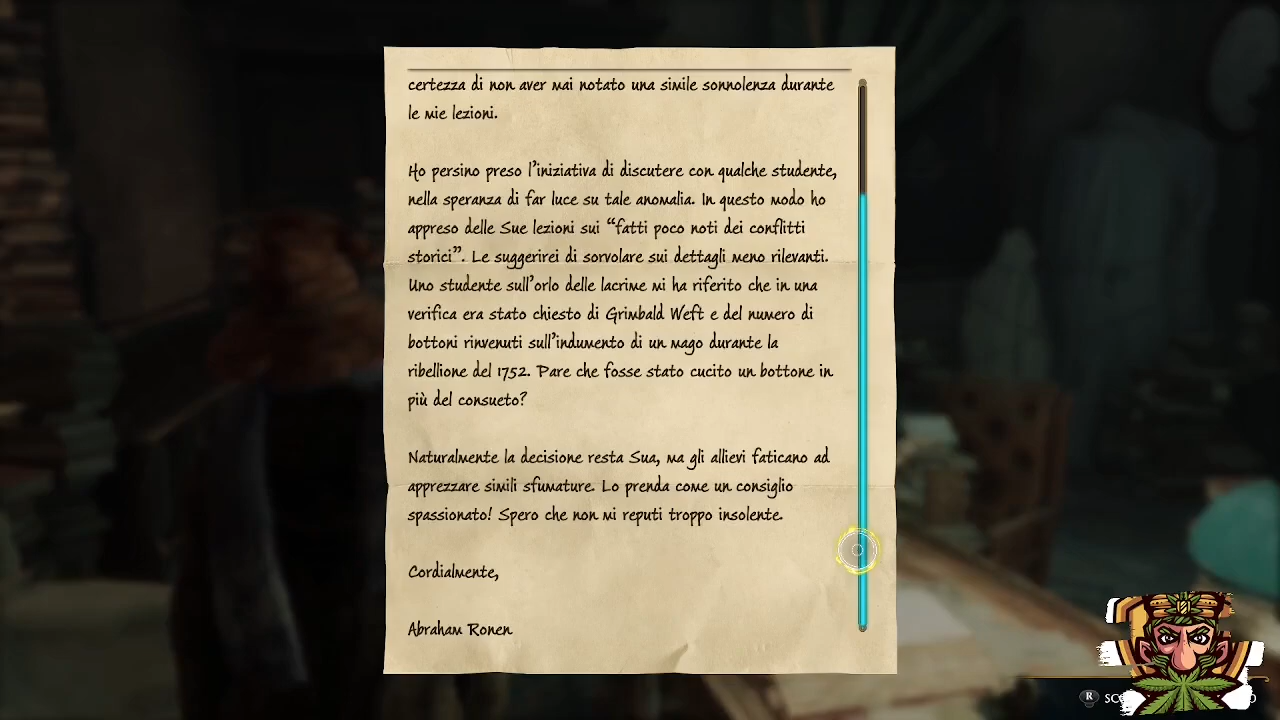 certezza di non aver mai notato una simile sonnolenza durante
le mie lezioni.
Ho persino preso l'iniziativa di discutere con qualche studente,
nella speranza di far luce su tale anomalia. In questo modo ho
appreso delle Sue lezioni sui “fatti poco noti dei conflitti
storici”. Le suggerirei di sorvolare sui dettagli meno rilevanti.
Uno studente sull'orlo delle lacrime mi ha riferito che in una
verifica era stato chiesto di Grimbald Weft e del numero di
bottoni rinvenuti sull'indumento di un mago durante la
ribellione del 1752. Pare che fosse stato cucito un bottone in
più del consueto?
Naturalmente la decisione resta Sua, ma gli allievi faticano ad
apprezzare simili sfumature. Lo prenda come un consiglio
spassionato! Spero che non mi reputi troppo insolente.
Cordialmente,
Abraham Ronen
R